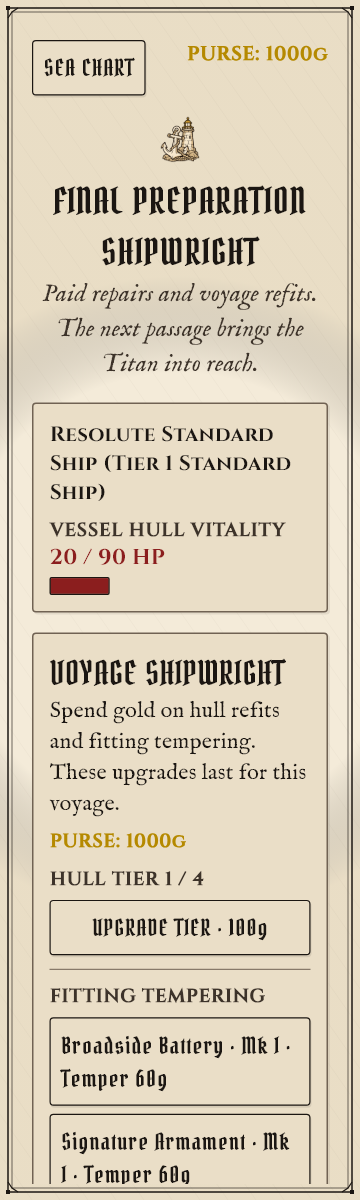 SEA CHART
PURSE: 1000G
FINAL PREPARATION
SHIPWRIGHT
Paid repairs and voyage refits.
The next passage brings the
Titan into reach.
Resolute Standard
Ship (Tier 1 Standard
Ship)
VESSEL HULL VITALITY
20 / 90 HP
VOYAGE SHIPWRIGHT
Spend gold on hull refits
and fitting tempering.
These upgrades last for this
voyage.
PURSE: 1000G
HULL TIER 1 / 4
UPGRADE TIER · 100g
FITTING TEMPERING
Broadside Battery · Mk I ·
Temper 60g
Signature Armament · Mk
I · Temper 60g